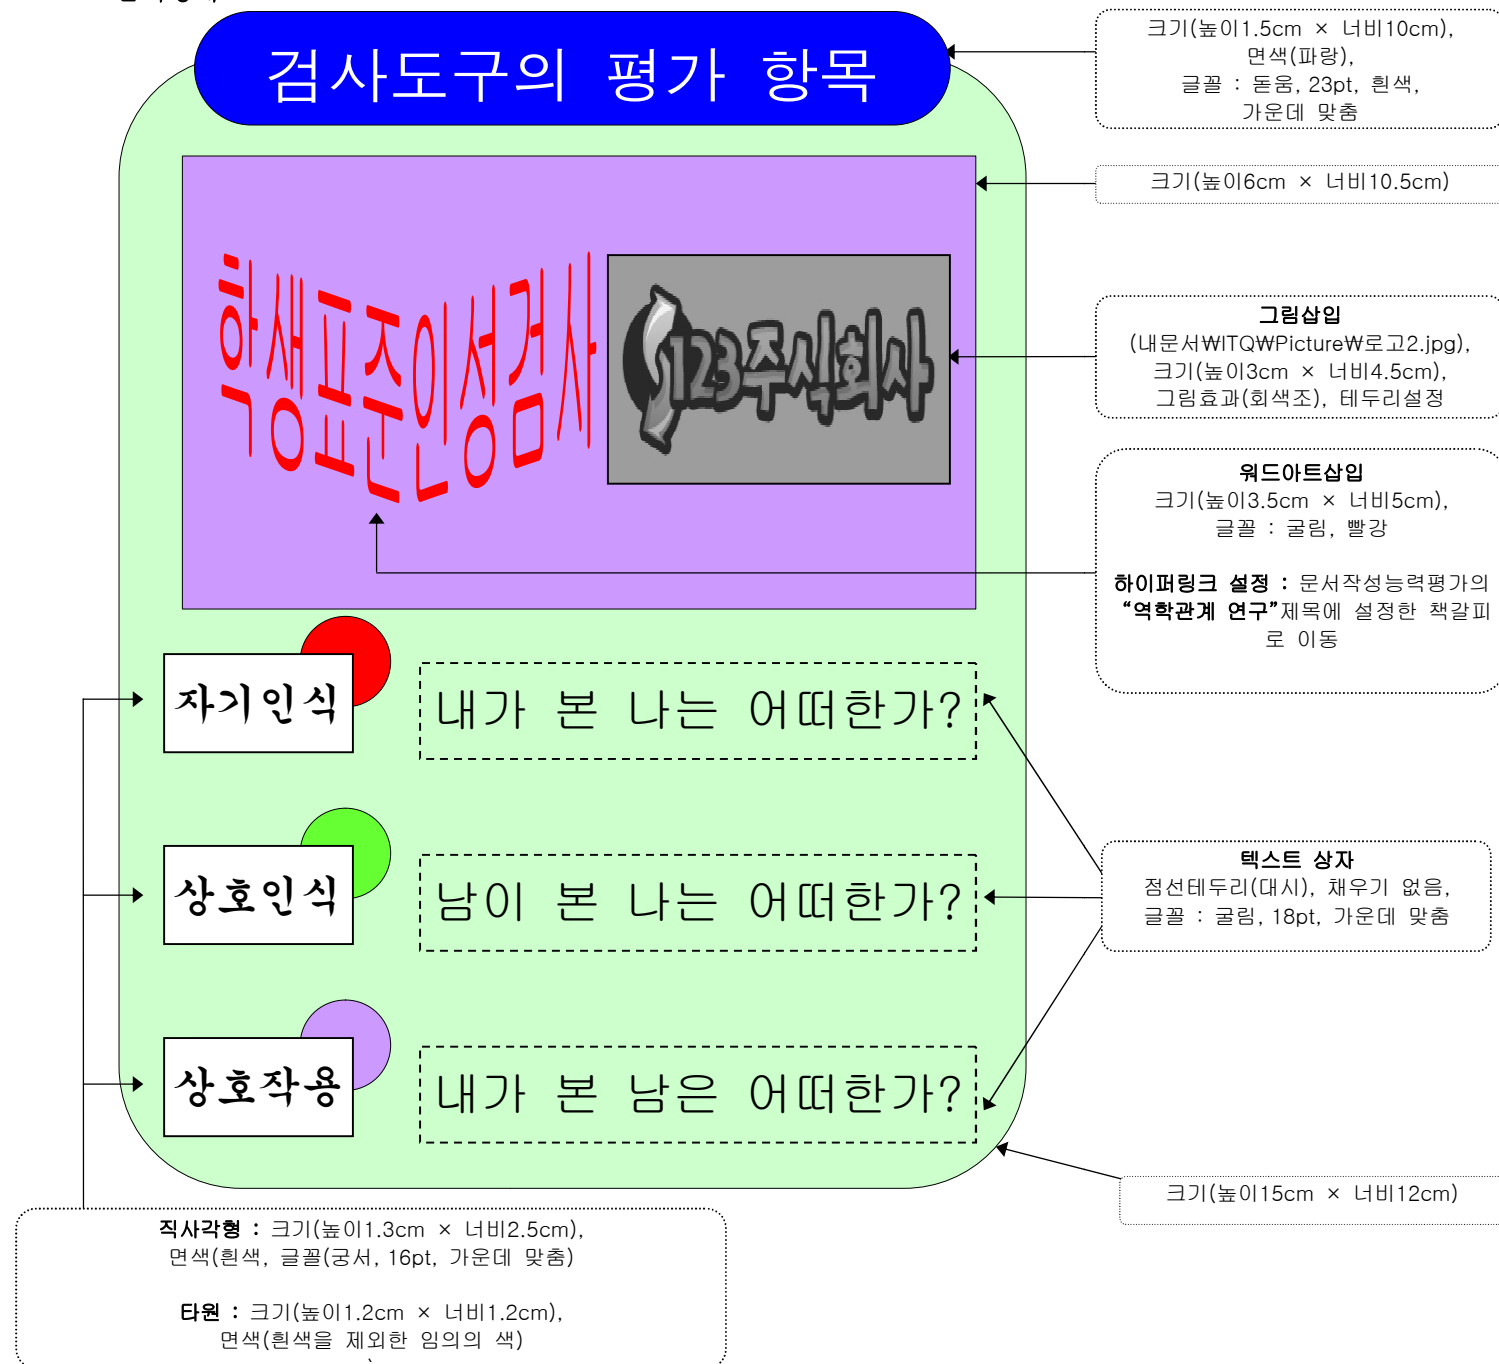 검사도구의 평가 항목
크기(높이1.5cm × 너비10cm),
면색(파랑),
글꼴 : 돋움, 23pt, 흰색,
가운데 맞춤
크기(높이6cm × 너비10.5cm)
학생표준인성검사
123주식회사
그림삽입
(내문서₩ITQ₩Picture₩로고2.jpg),
크기(높이3cm × 너비4.5cm),
그림효과(회색조), 테두리설정
워드아트삽입
크기(높이3.5cm × 너비5cm),
글꼴 : 굴림, 빨강
하이퍼링크 설정 : 문서작성능력평가의
“역학관계 연구”제목에 설정한 책갈피
로 이동
자기인식
내가 본 나는 어떠한가?
상호인식
남이 본 나는 어떠한가?
텍스트 상자
점선테두리(대시), 채우기 없음,
글꼴 : 굴림, 18pt, 가운데 맞춤
상호작용
내가 본 남은 어떠한가?
크기(높이15cm × 너비12cm)
직사각형 : 크기(높이1.3cm × 너비2.5cm),
면색(흰색, 글꼴(궁서, 16pt, 가운데 맞춤)
타원 : 크기(높이1.2cm × 너비1.2cm),
면색(흰색을 제외한 임의의 색)